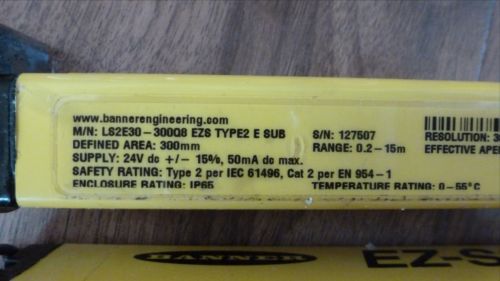 www.bannerengineering.com
M/N: LS2E30-300Q8 EZS TYPE2 E SUB S/N: 127507 RESOLUTION:
DEFINED AREA: 300mm RANGE: 0.2-15m EFFECTIVE
SUPPLY: 24V dc +/- 15%, 50mA dc max.
SAFETY RATING: Type 2 per IEC 61496, Cat 2 per EN 954-1
ENCLOSURE RATING: IP65 TEMPERATURE RATING: 0-55°C
BANNER EZ-S